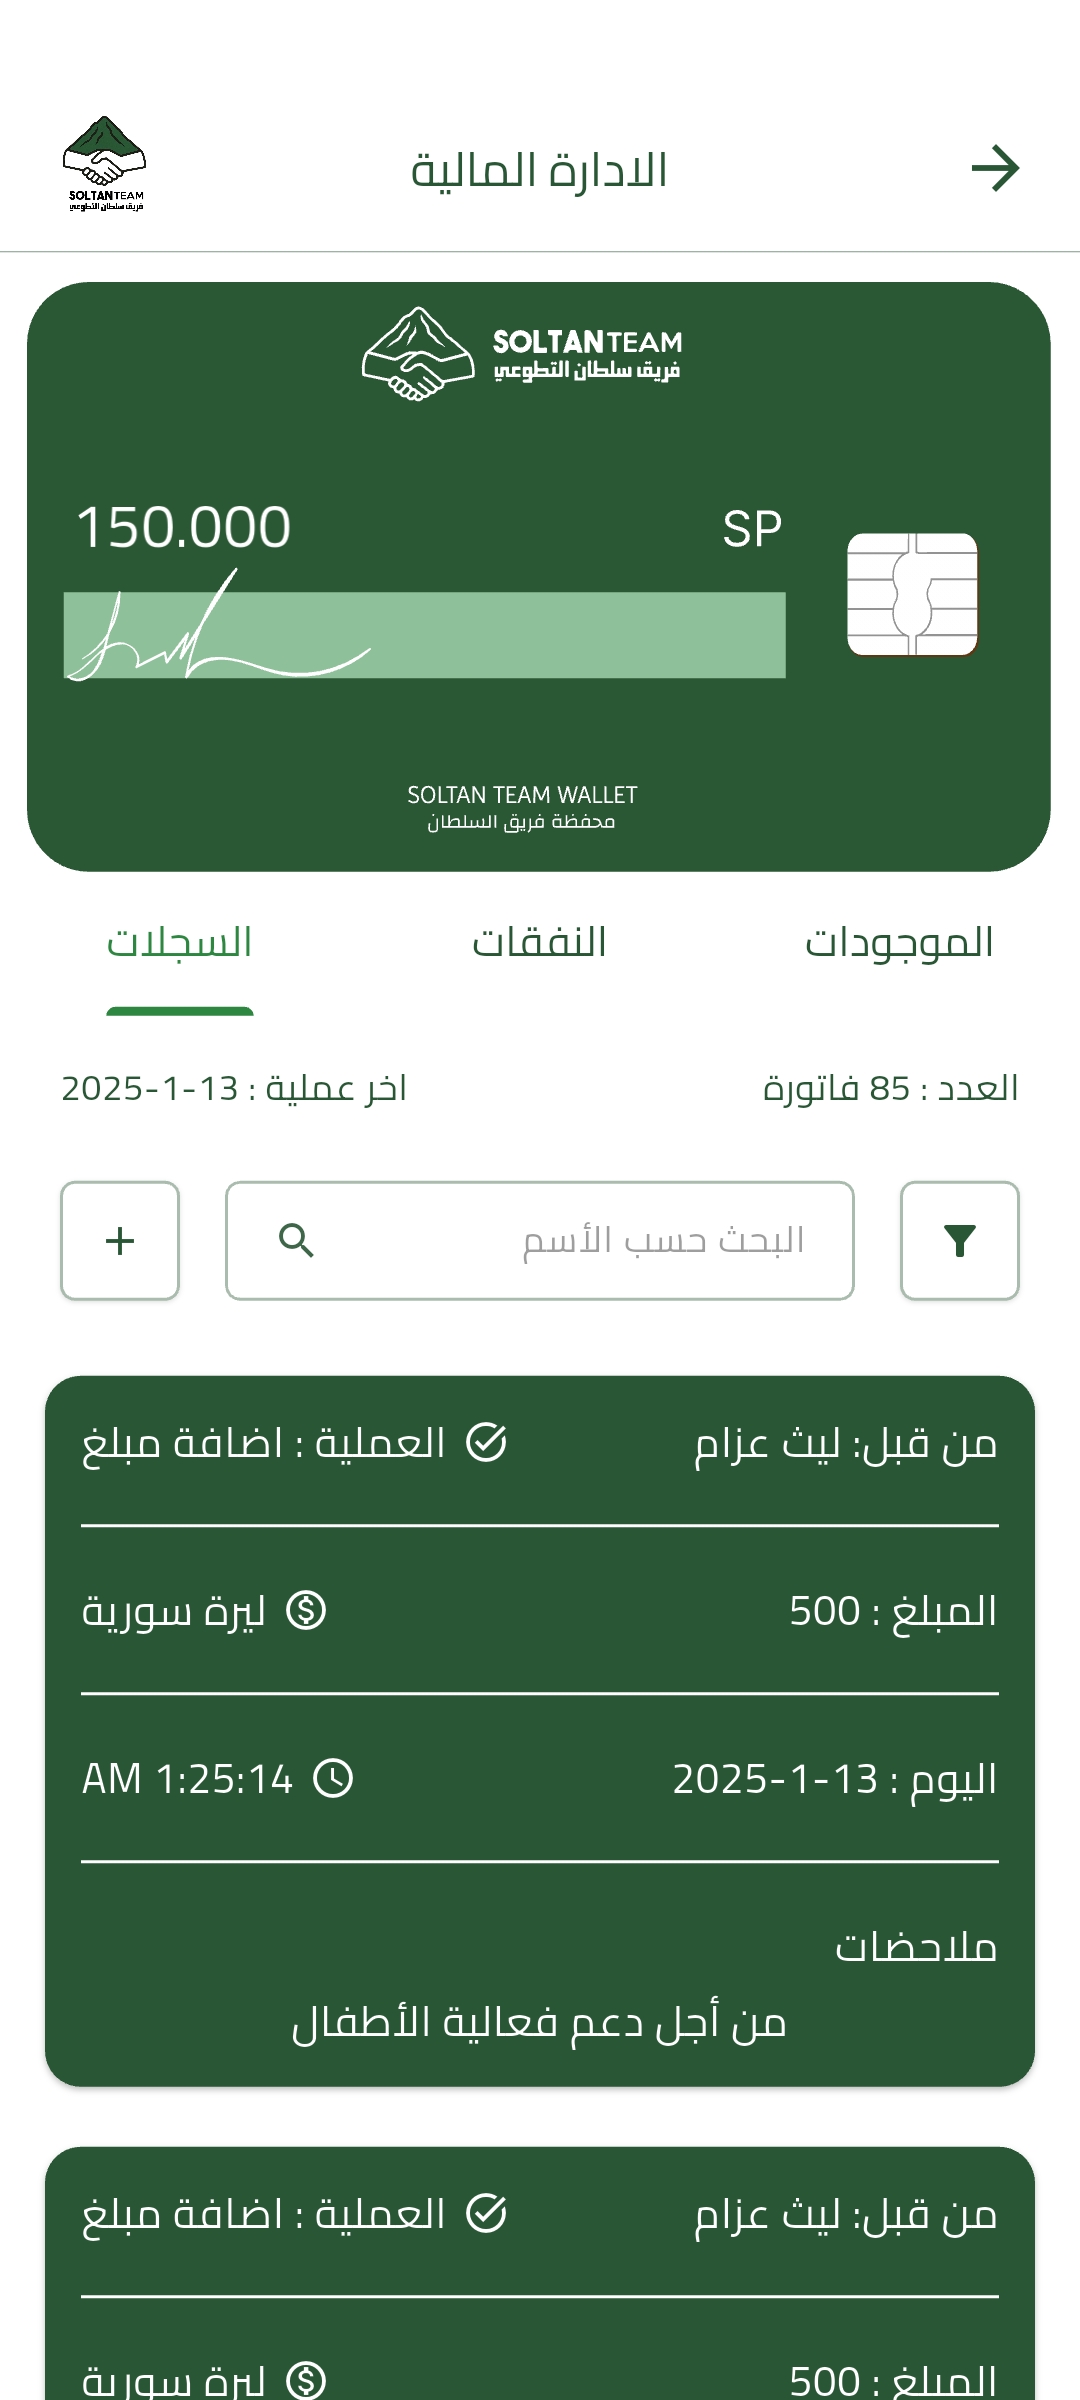 الادارة المالية
SOLTANTEAM
فريق سلطان التطوعي
SOLTANTEAM
فريق سلطان التطوعي
150.000 SP
SOLTAN TEAM WALLET
محفظة فريق السلطان
الموجودات النفقات السجلات
العدد : 85 فاتورة اخر عملية : 13-1-2025
البحث حسب الأسم
من قبل: ليث عزام العملية : اضافة مبلغ
المبلغ : 500 ليرة سورية
اليوم : 13-1-2025 1:25:14 AM
ملاحضات
من أجل دعم فعالية الأطفال
من قبل: ليث عزام العملية : اضافة مبلغ
المبلغ : 500 ليرة سورية